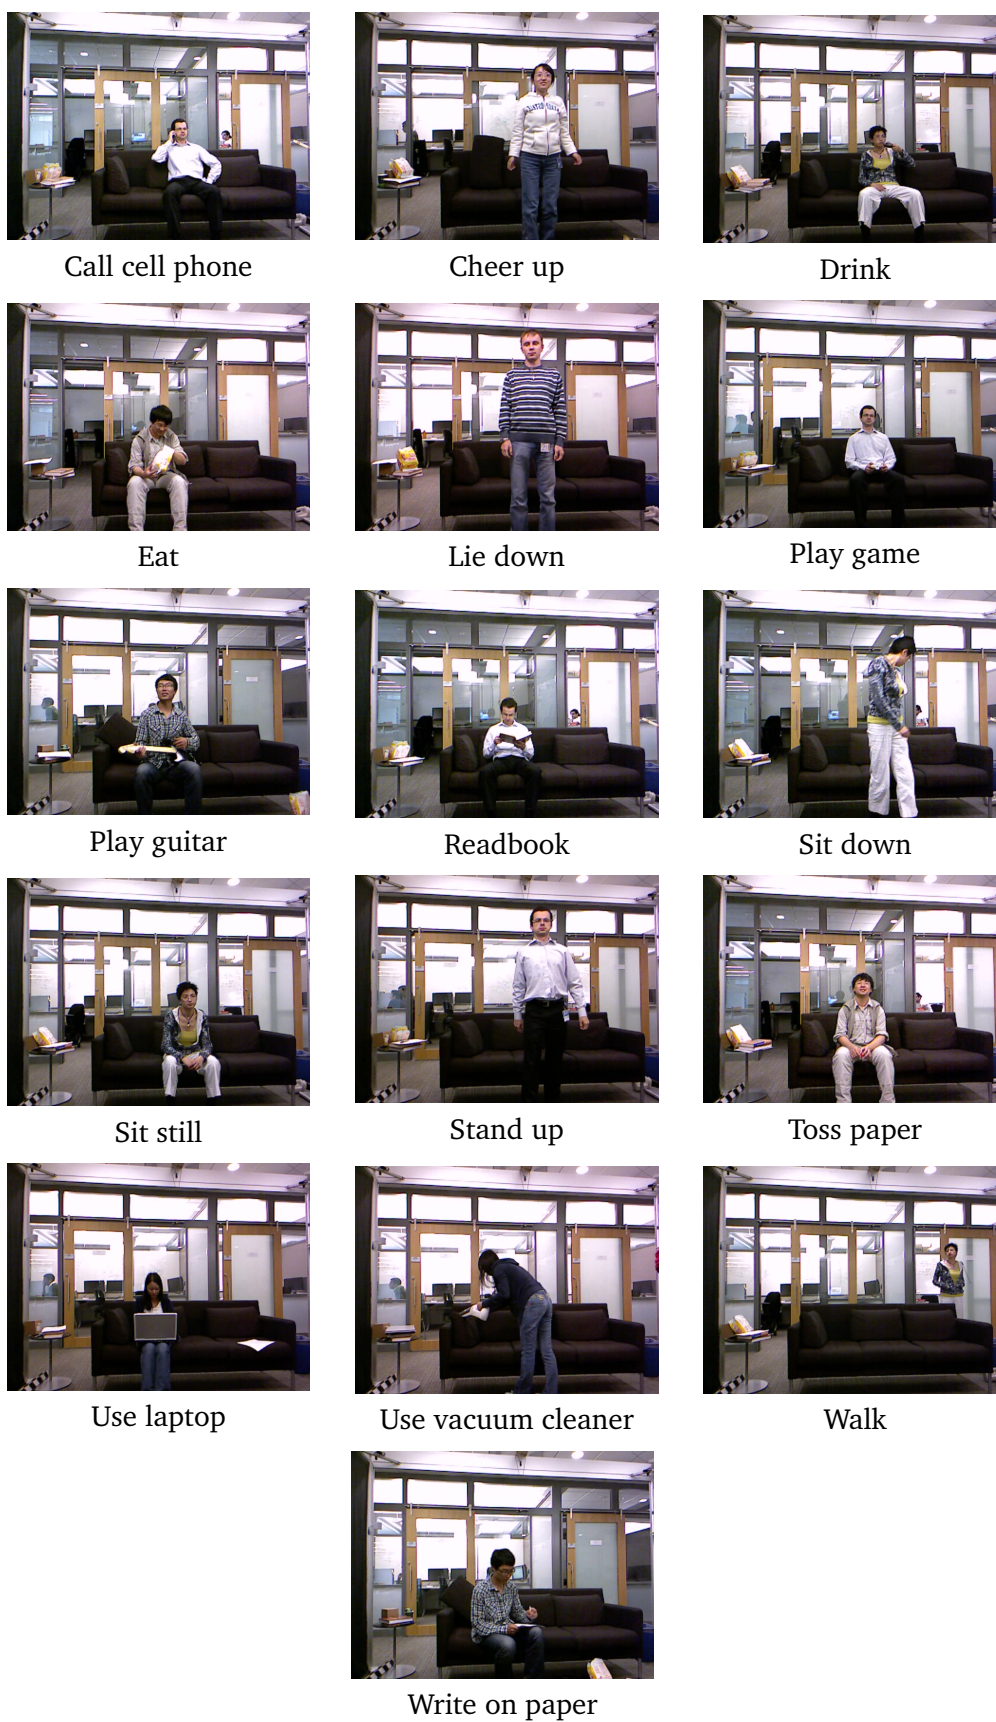 Call cell phone
Cheer up
Drink
Eat
Lie down
Play game
Play guitar
Readbook
Sit down
Sit still
Stand up
Toss paper
Use laptop
Use vacuum cleaner
Walk
Write on paper